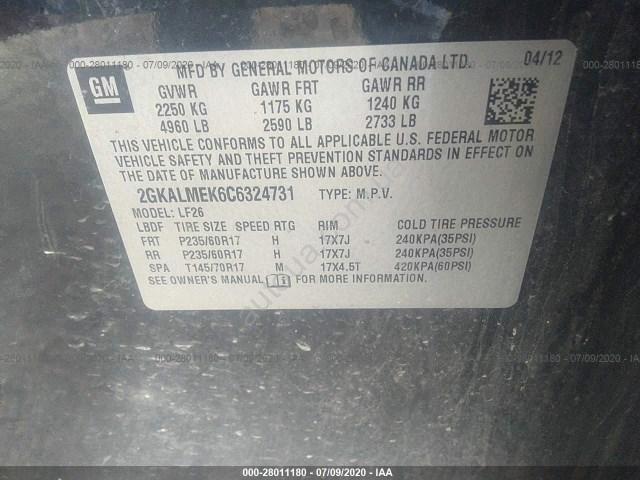 000-28011180 - 07/09/2020 - IAA
GM
MFD BY GENERAL MOTORS OF CANADA LTD. 04/12
GVWR GAWR FRT GAWR RR
2250 KG 1175 KG 1240 KG
4960 LB 2590 LB 2733 LB
THIS VEHICLE CONFORMS TO ALL APPLICABLE U.S. FEDERAL MOTOR
VEHICLE SAFETY AND THEFT PREVENTION STANDARDS IN EFFECT ON
THE DATE OF MANUFACTURE SHOWN ABOVE.
2GKALMEK6C6324731 TYPE: M.P.V.
MODEL: LF26
LBDF TIRE SIZE SPEED RTG RIM COLD TIRE PRESSURE
FRT P235/60R17 H 17X7J 240KPA(35PSI)
RR P235/60R17 H 17X7J 240KPA(35PSI)
SPA T145/70R17 M 17X4.5T 420KPA(60PSI)
SEE OWNER'S MANUAL FOR MORE INFORMATION.
autoua.com
000-28011180 - 07/09/2020 - IAA